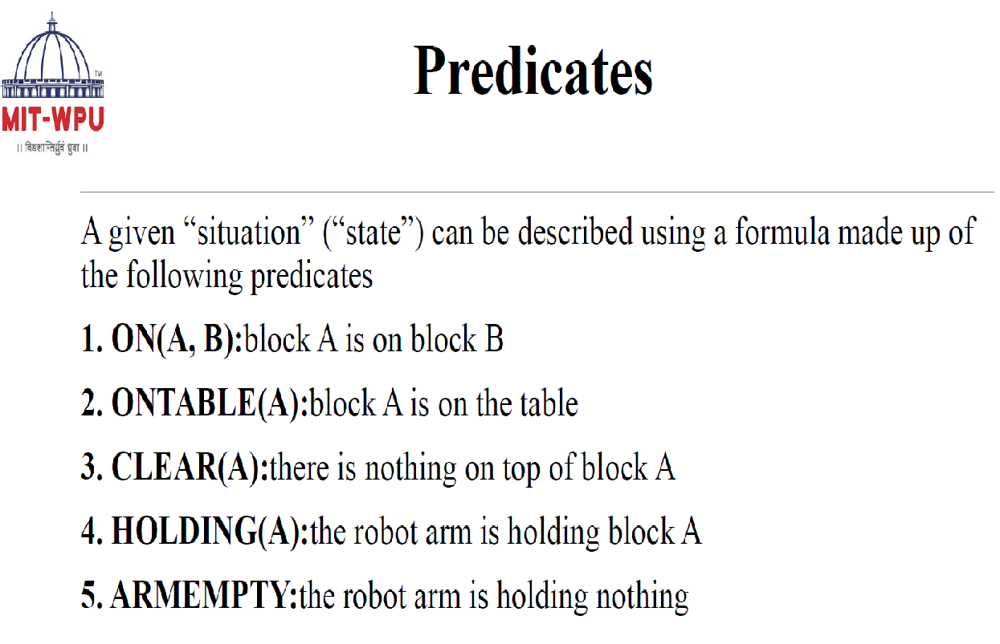 TM
MIT-WPU
॥ विश्वशान्तिर्ध्रुवं ध्रुवा ॥
Predicates
A given “situation” (“state”) can be described using a formula made up of
the following predicates
1. ON(A, B):block A is on block B
2. ONTABLE(A):block A is on the table
3. CLEAR(A):there is nothing on top of block A
4. HOLDING(A):the robot arm is holding block A
5. ARMEMPTY:the robot arm is holding nothing